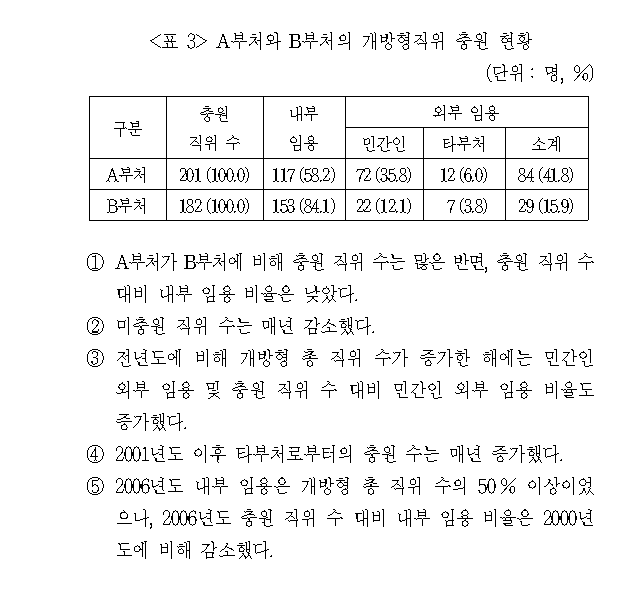 <표 3> A부처와 B부처의 개방형직위 충원 현황
(단위 : 명, %)
구분 충원 직위 수 내부 임용 외부 임용
민간인 타부처 소계
A부처 201 (100.0) 117 (58.2) 72 (35.8) 12 (6.0) 84 (41.8)
B부처 182 (100.0) 153 (84.1) 22 (12.1) 7 (3.8) 29 (15.9)
① A부처가 B부처에 비해 충원 직위 수는 많은 반면, 충원 직위 수
대비 내부 임용 비율은 낮았다.
② 미충원 직위 수는 매년 감소했다.
③ 전년도에 비해 개방형 총 직위 수가 증가한 해에는 민간인
외부 임용 및 충원 직위 수 대비 민간인 외부 임용 비율도
증가했다.
④ 2001년도 이후 타부처로부터의 충원 수는 매년 증가했다.
⑤ 2006년도 내부 임용은 개방형 총 직위 수의 50 % 이상이었
으나, 2006년도 충원 직위 수 대비 내부 임용 비율은 2000년
도에 비해 감소했다.